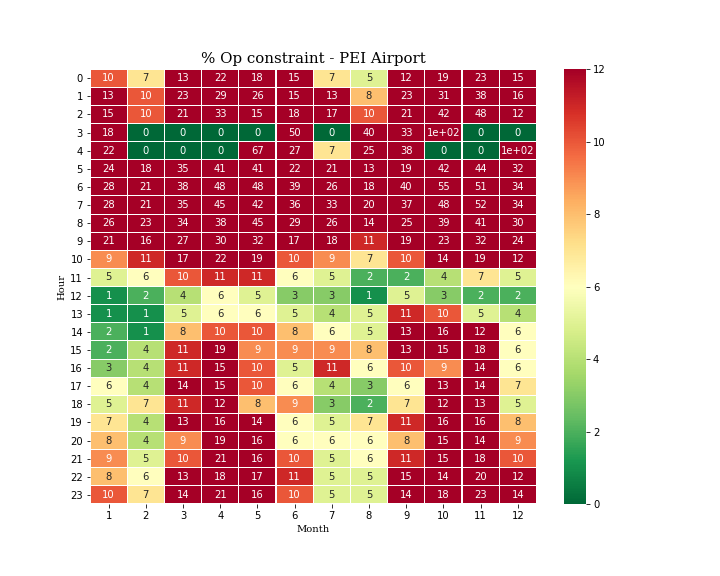 % Op constraint - PEI Airport
0 10 7 13 22 18 15 7 5 12 19 23 15
1 13 10 23 29 26 15 13 8 23 31 38 16
2 15 10 21 33 15 18 17 10 21 42 48 12
3 18 0 0 0 0 50 0 40 33 1e+02 0 0
4 22 0 0 0 67 27 7 25 38 0 0 1e+02
5 24 18 35 41 41 22 21 13 19 42 44 32
6 28 21 38 48 48 39 26 18 40 55 51 34
7 28 21 35 45 42 36 33 20 37 48 52 34
8 26 23 34 38 45 29 26 14 25 39 41 30
9 21 16 27 30 32 17 18 11 19 23 32 24
10 9 11 17 22 19 10 9 7 10 14 19 12
11 5 6 10 11 11 6 5 2 2 4 7 5
12 1 2 4 6 5 3 3 1 5 3 2 2
13 1 1 5 6 6 5 4 5 11 10 5 4
14 2 1 8 10 10 8 6 5 13 16 12 6
15 2 4 11 19 9 9 9 8 13 15 18 6
16 3 4 11 15 10 5 11 6 10 9 14 6
17 6 4 14 15 10 6 4 3 6 13 14 7
18 5 7 11 12 8 9 3 2 7 12 13 5
19 7 4 13 16 14 6 5 7 11 16 16 8
20 8 4 9 19 16 6 6 6 8 15 14 9
21 9 5 10 21 16 10 5 6 11 15 18 10
22 8 6 13 18 17 11 5 5 15 14 20 12
23 10 7 14 21 16 10 5 5 14 18 23 14
1 2 3 4 5 6 7 8 9 10 11 12
Month
Hour
12
10
8
6
4
2
0